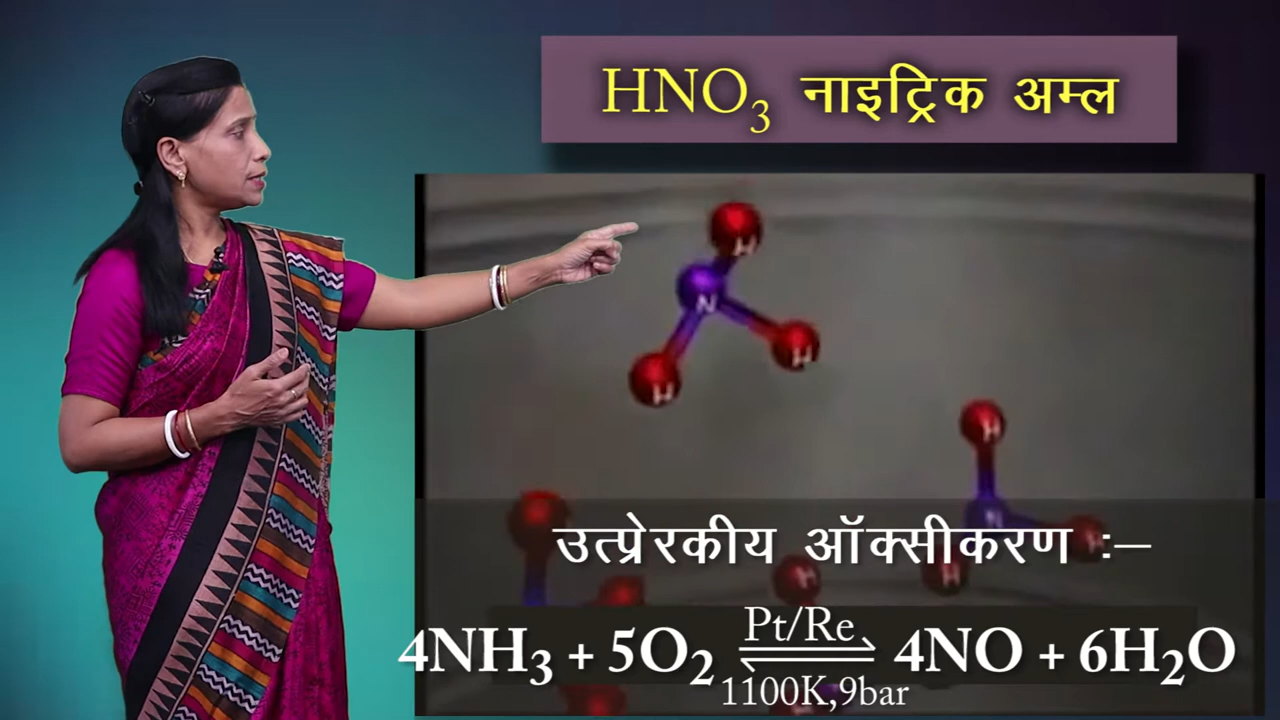 HNO₃ नाइट्रिक अम्ल
H
N
H
H
H
N
H
H
H
उत्प्रेरकीय ऑक्सीकरण :–
Pt/Re
4NH₃ + 5O₂ ⇌ 4NO + 6H₂O
1100K,9bar